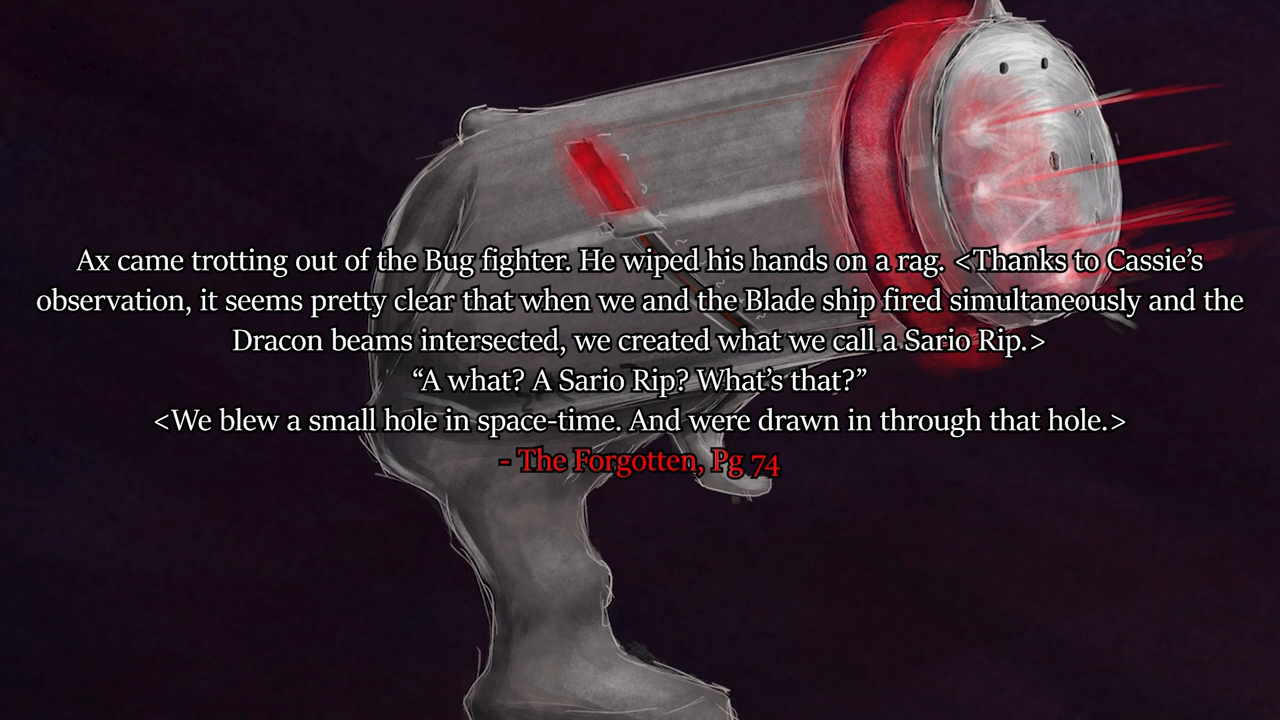 Ax came trotting out of the Bug fighter. He wiped his hands on a rag. <Thanks to Cassie’s
observation, it seems pretty clear that when we and the Blade ship fired simultaneously and the
Dracon beams intersected, we created what we call a Sario Rip.>
“A what? A Sario Rip? What’s that?”
<We blew a small hole in space-time. And were drawn in through that hole.>
- The Forgotten, Pg 74